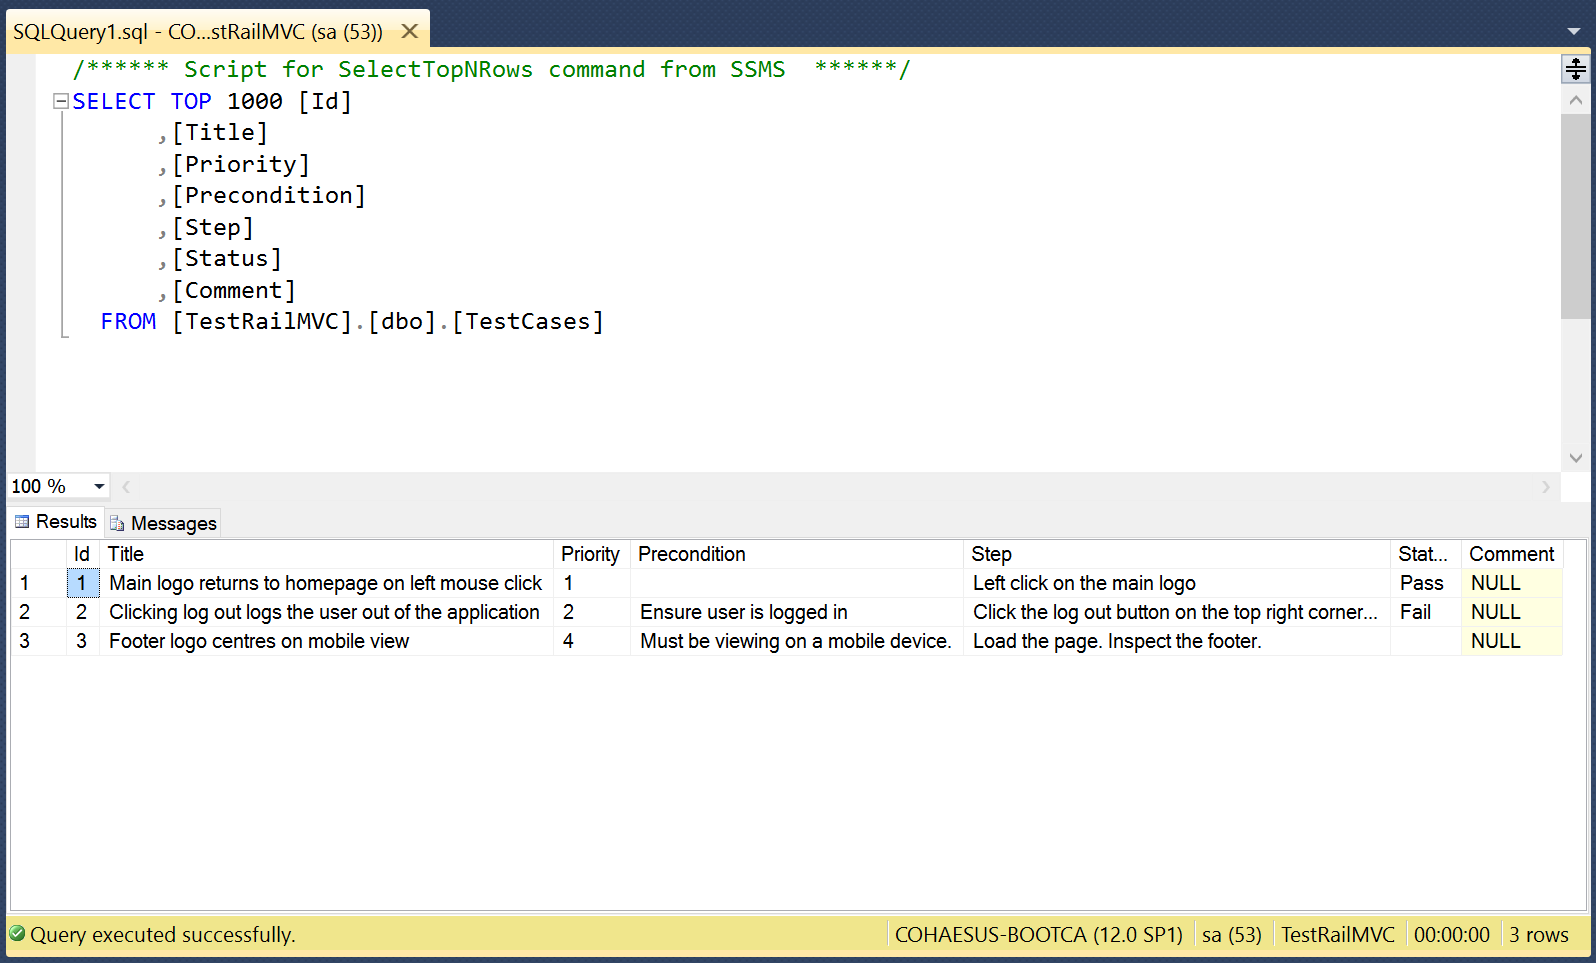 SQLQuery1.sql - CO...stRailMVC (sa (53))
/****** Script for SelectTopNRows command from SSMS  ******/
SELECT TOP 1000 [Id]
,[Title]
,[Priority]
,[Precondition]
,[Step]
,[Status]
,[Comment]
FROM [TestRailMVC].[dbo].[TestCases]
100 %
Results Messages
Id Title Priority Precondition Step Stat... Comment
1 1 Main logo returns to homepage on left mouse click 1 Left click on the main logo Pass NULL
2 2 Clicking log out logs the user out of the application 2 Ensure user is logged in Click the log out button on the top right corner... Fail NULL
3 3 Footer logo centres on mobile view 4 Must be viewing on a mobile device. Load the page. Inspect the footer. NULL
Query executed successfully. COHAESUS-BOOTCA (12.0 SP1) sa (53) TestRailMVC 00:00:00 3 rows